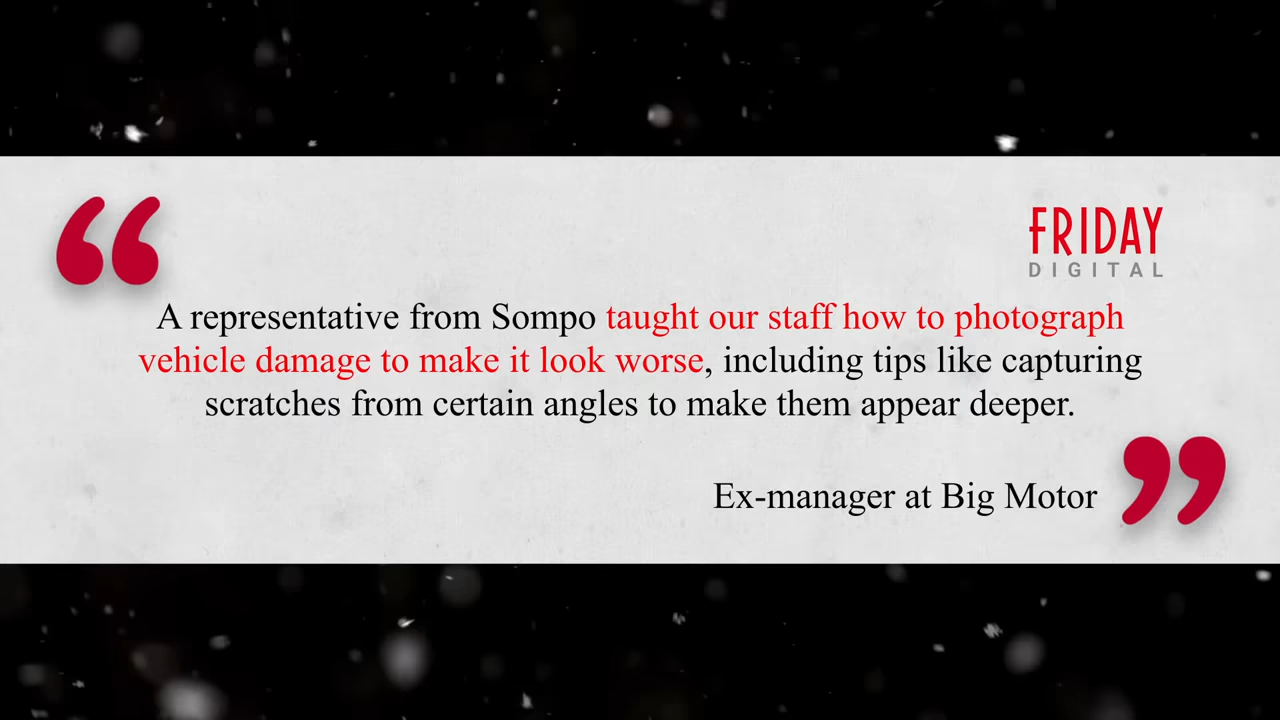 FRIDAY
DIGITAL
A representative from Sompo taught our staff how to photograph
vehicle damage to make it look worse, including tips like capturing
scratches from certain angles to make them appear deeper.
Ex-manager at Big Motor